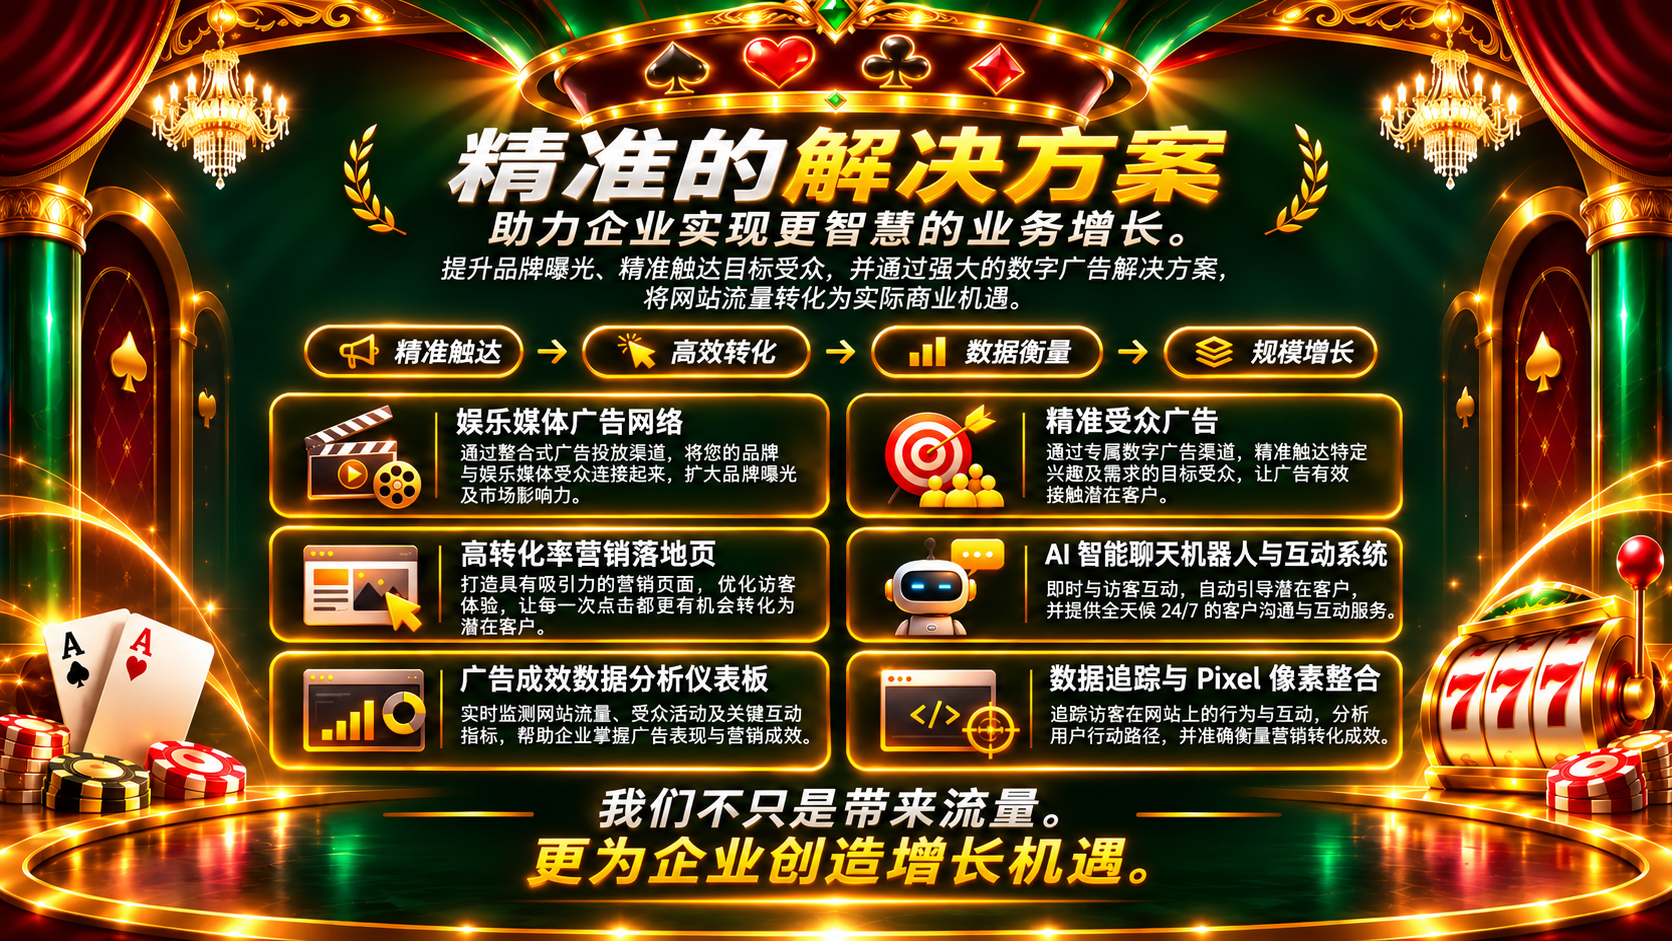 精准的解决方案
助力企业实现更智慧的业务增长。
提升品牌曝光、精准触达目标受众，并通过强大的数字广告解决方案，
将网站流量转化为实际商业机遇。
精准触达 → 高效转化 → 数据衡量 → 规模增长
娱乐媒体广告网络
通过整合式广告投放渠道，将您的品牌
与娱乐媒体受众连接起来，扩大品牌曝光
及市场影响力。
精准受众广告
通过专属数字广告渠道，精准触达特定
兴趣及需求的目标受众，让广告有效
接触潜在客户。
高转化率营销落地页
打造具有吸引力的营销页面，优化访客
体验，让每一次点击都更有机会转化为
潜在客户。
AI 智能聊天机器人与互动系统
即时与访客互动，自动引导潜在客户，
并提供全天候 24/7 的客户沟通与互动服务。
广告成效数据分析仪表板
实时监测网站流量、受众活动及关键互动
指标，帮助企业掌握广告表现与营销成效。
数据追踪与 Pixel 像素整合
追踪访客在网站上的行为与互动，分析
用户行动路径，并准确衡量营销转化成效。
</>
A
A
777
我们不只是带来流量。
更为企业创造增长机遇。